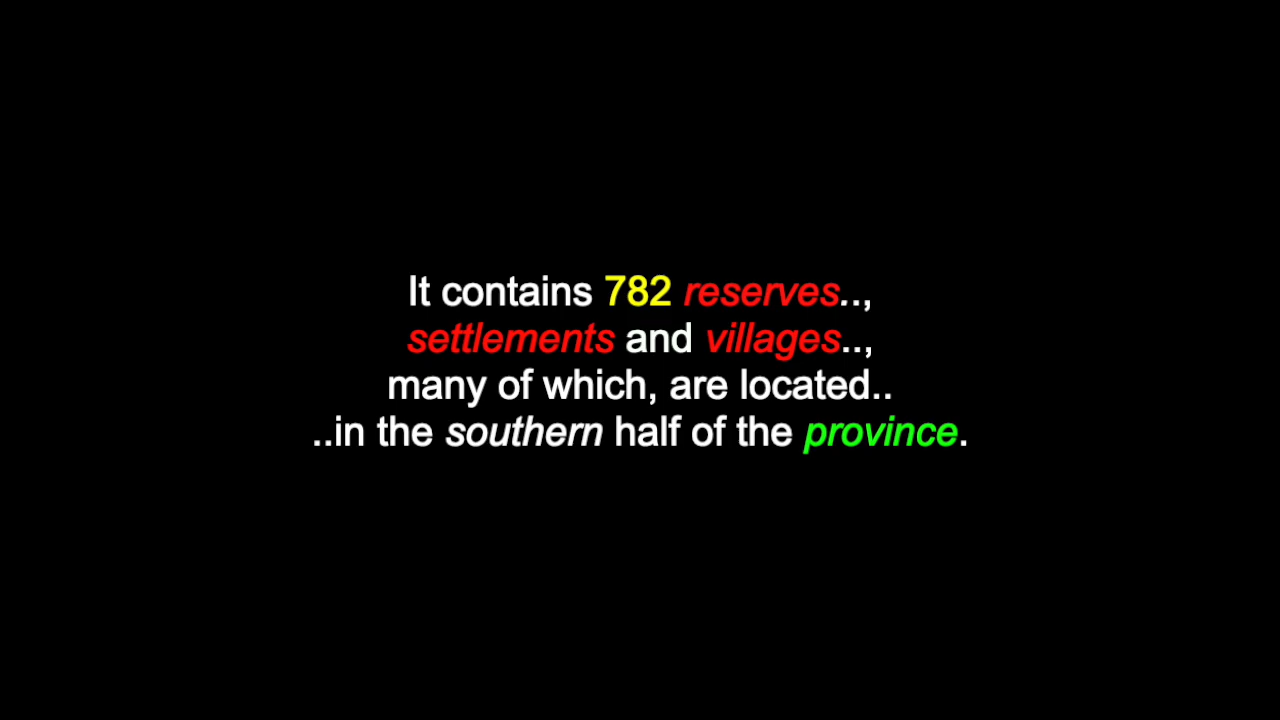 It contains 782 reserves..,
settlements and villages..,
many of which, are located..
..in the southern half of the province.